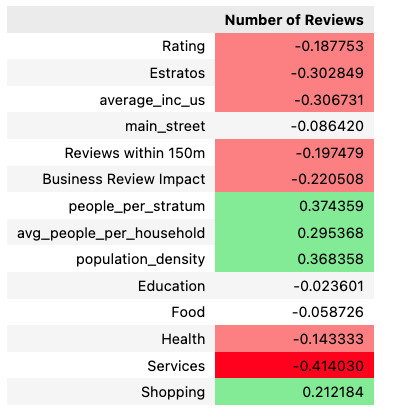 Number of Reviews
Rating -0.187753
Estratos -0.302849
average_inc_us -0.306731
main_street -0.086420
Reviews within 150m -0.197479
Business Review Impact -0.220508
people_per_stratum 0.374359
avg_people_per_household 0.295368
population_density 0.368358
Education -0.023601
Food -0.058726
Health -0.143333
Services -0.414030
Shopping 0.212184